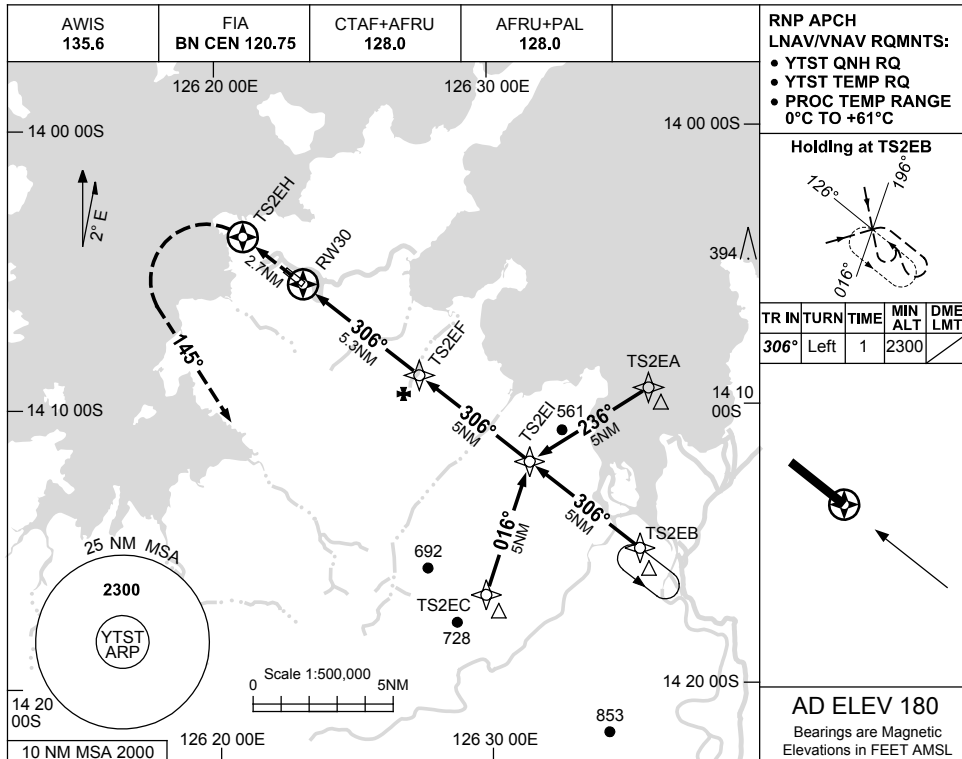 AWIS
135.6
FIA
BN CEN 120.75
CTAF+AFRU
128.0
AFRU+PAL
128.0
RNP APCH
LNAV/VNAV RQMNTS:
• YTST QNH RQ
• YTST TEMP RQ
• PROC TEMP RANGE
0°C TO +61°C
126 20 00E
126 30 00E
14 00 00S
14 00 00S
2° E
TS2EH
RW30
2.7NM
394
306°
5.3NM
TS2EF
145°
14 10 00S
306°
5NM
TS2EI
561
236°
5NM
TS2EA
14 10
00S
306°
5NM
TS2EB
016°
5NM
692
TS2EC
728
25 NM MSA
2300
YTST
ARP
Scale 1:500,000
0
5NM
14 20
00S
14 20 00S
853
10 NM MSA 2000
126 20 00E
126 30 00E
Holding at TS2EB
126°
196°
016°
TR IN
TURN
TIME
MIN
ALT
DME
LMT
306°
Left
1
2300
AD ELEV 180
Bearings are Magnetic
Elevations in FEET AMSL